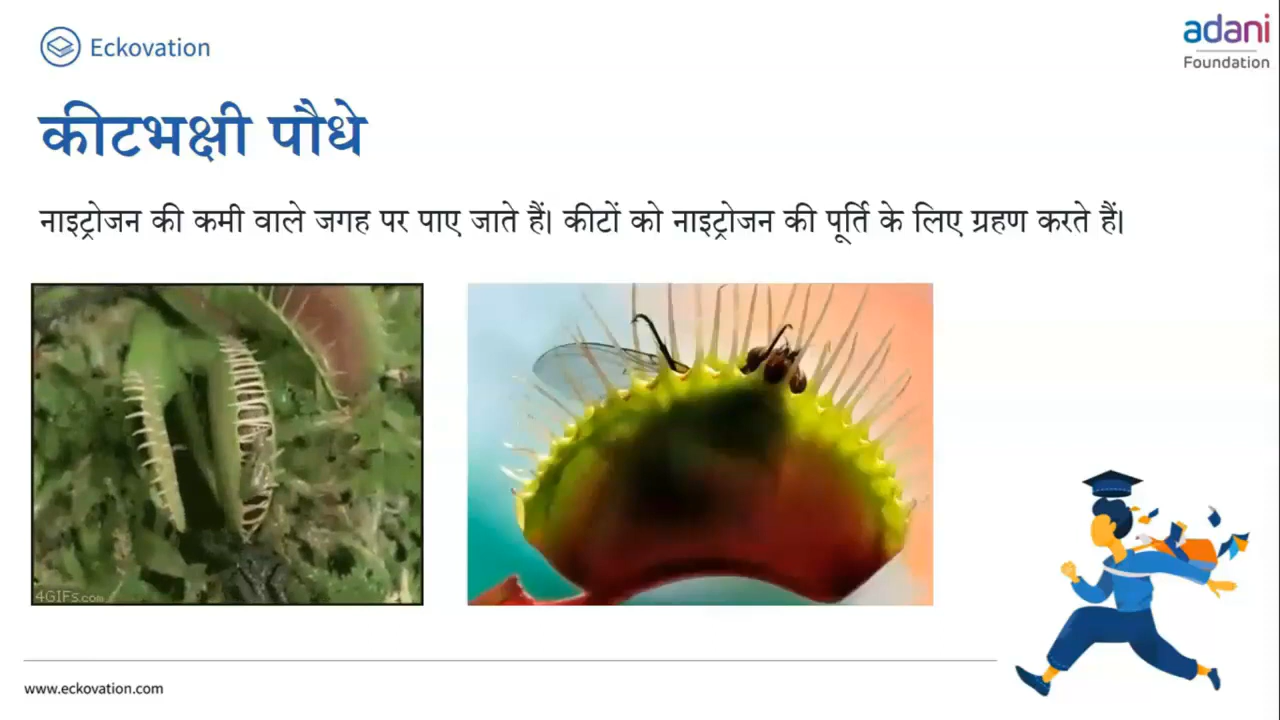 Eckovation
adani
Foundation
कीटभक्षी पौधे
नाइट्रोजन की कमी वाले जगह पर पाए जाते हैं। कीटों को नाइट्रोजन की पूर्ति के लिए ग्रहण करते हैं।
4GIFs.com
www.eckovation.com